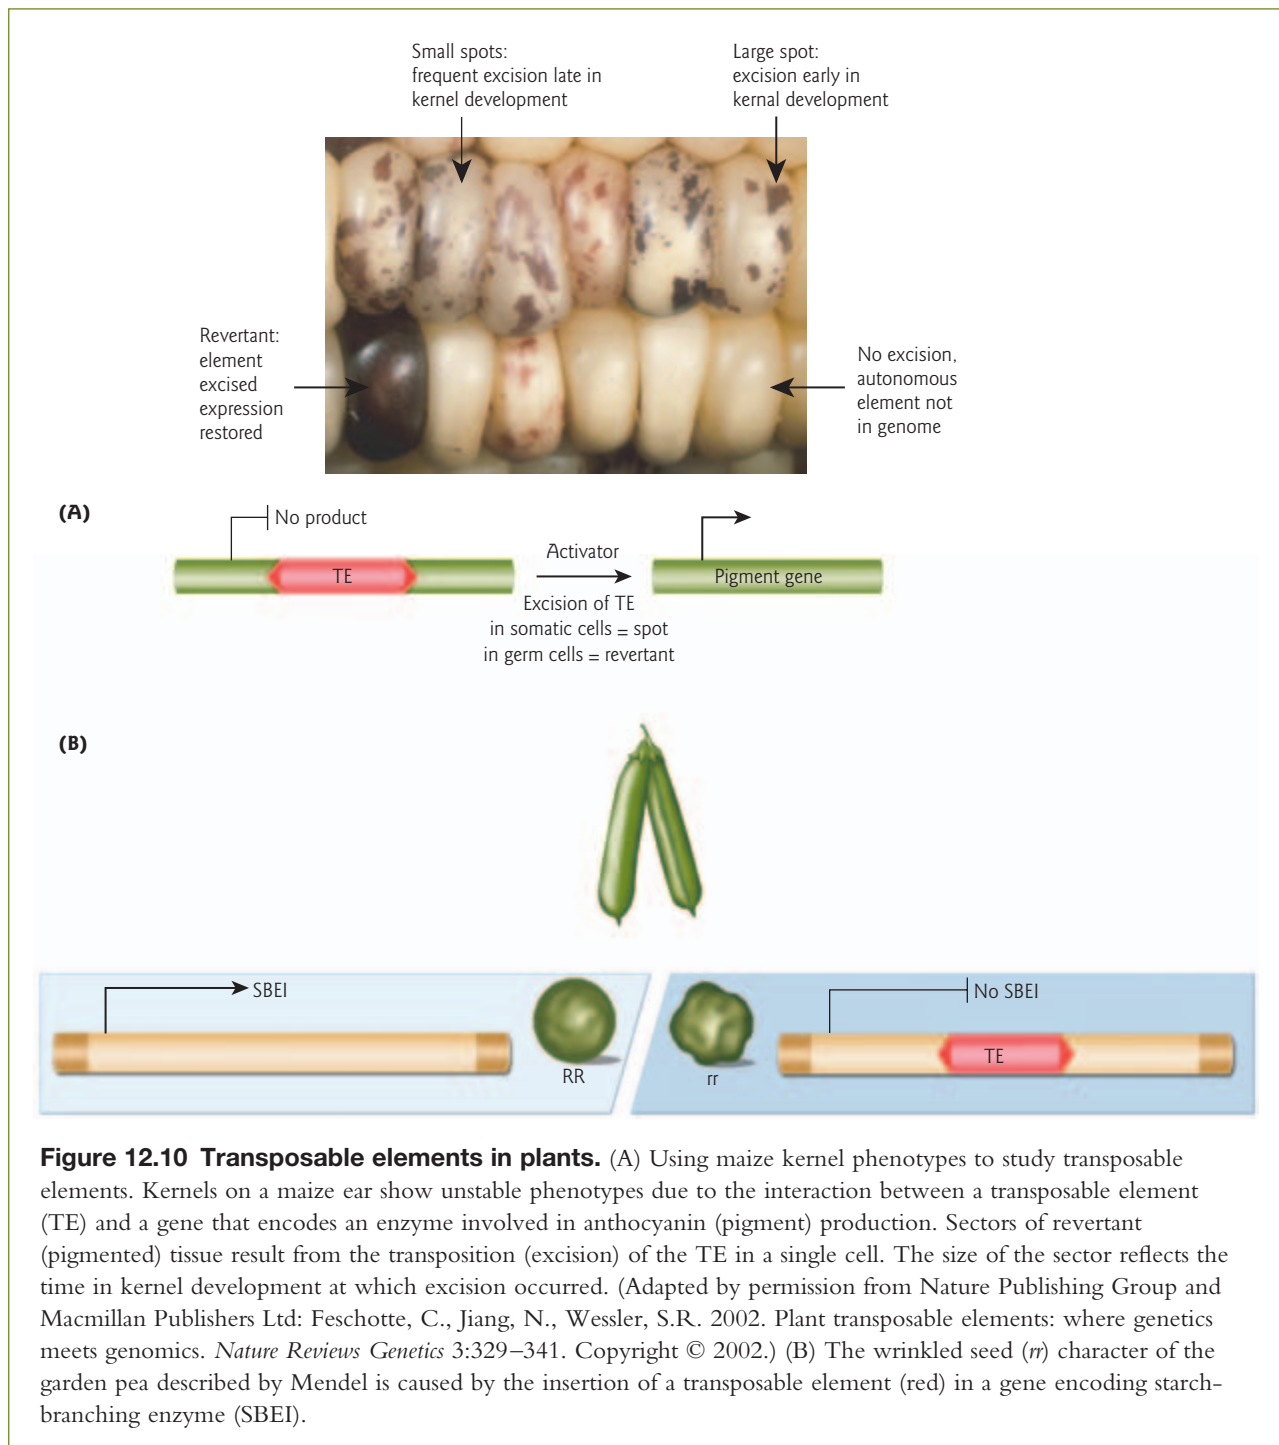 Small spots:
frequent excision late in
kernel development
Large spot:
excision early in
kernal development
Revertant:
element
excised
expression
restored
No excision,
autonomous
element not
in genome
(A)
No product
TE
Activator
Excision of TE
in somatic cells = spot
in germ cells = revertant
Pigment gene
(B)
SBEI
RR
rr
No SBEI
TE
Figure 12.10 Transposable elements in plants. (A) Using maize kernel phenotypes to study transposable
elements. Kernels on a maize ear show unstable phenotypes due to the interaction between a transposable element
(TE) and a gene that encodes an enzyme involved in anthocyanin (pigment) production. Sectors of revertant
(pigmented) tissue result from the transposition (excision) of the TE in a single cell. The size of the sector reflects the
time in kernel development at which excision occurred. (Adapted by permission from Nature Publishing Group and
Macmillan Publishers Ltd: Feschotte, C., Jiang, N., Wessler, S.R. 2002. Plant transposable elements: where genetics
meets genomics. Nature Reviews Genetics 3:329–341. Copyright © 2002.) (B) The wrinkled seed (rr) character of the
garden pea described by Mendel is caused by the insertion of a transposable element (red) in a gene encoding starch-
branching enzyme (SBEI).